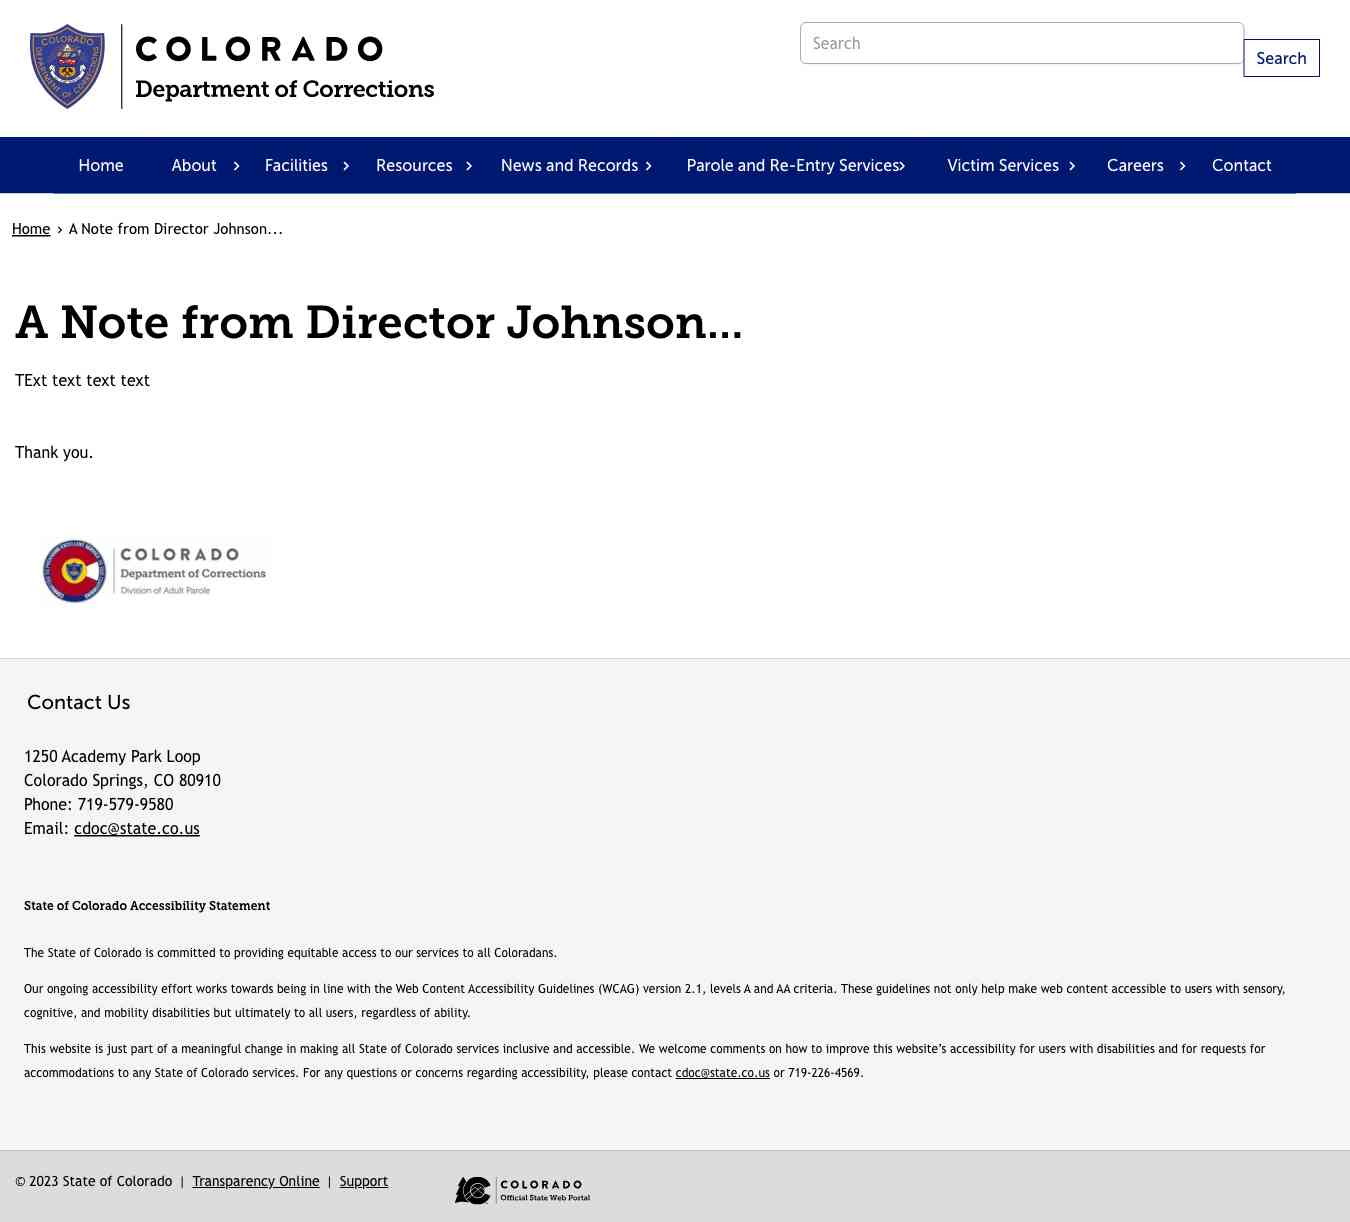 COLORADO
Department of Corrections
Search
Search
Home
About
Facilities
Resources
News and Records
Parole and Re-Entry Services
Victim Services
Careers
Contact
Home › A Note from Director Johnson...
A Note from Director Johnson...
TExt text text text
Thank you.
COLORADO
Department of Corrections
Division of Adult Parole
Contact Us
1250 Academy Park Loop
Colorado Springs, CO 80910
Phone: 719-579-9580
Email: cdoc@state.co.us
State of Colorado Accessibility Statement
The State of Colorado is committed to providing equitable access to our services to all Coloradans.
Our ongoing accessibility effort works towards being in line with the Web Content Accessibility Guidelines (WCAG) version 2.1, levels A and AA criteria. These guidelines not only help make web content accessible to users with sensory,
cognitive, and mobility disabilities but ultimately to all users, regardless of ability.
This website is just part of a meaningful change in making all State of Colorado services inclusive and accessible. We welcome comments on how to improve this website’s accessibility for users with disabilities and for requests for
accommodations to any State of Colorado services. For any questions or concerns regarding accessibility, please contact cdoc@state.co.us or 719-226-4569.
© 2023 State of Colorado | Transparency Online | Support
COLORADO
Official State Web Portal